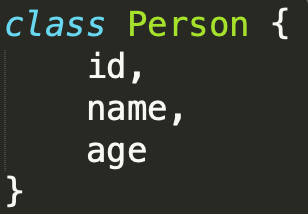 class Person {
    id,
    name,
    age
}